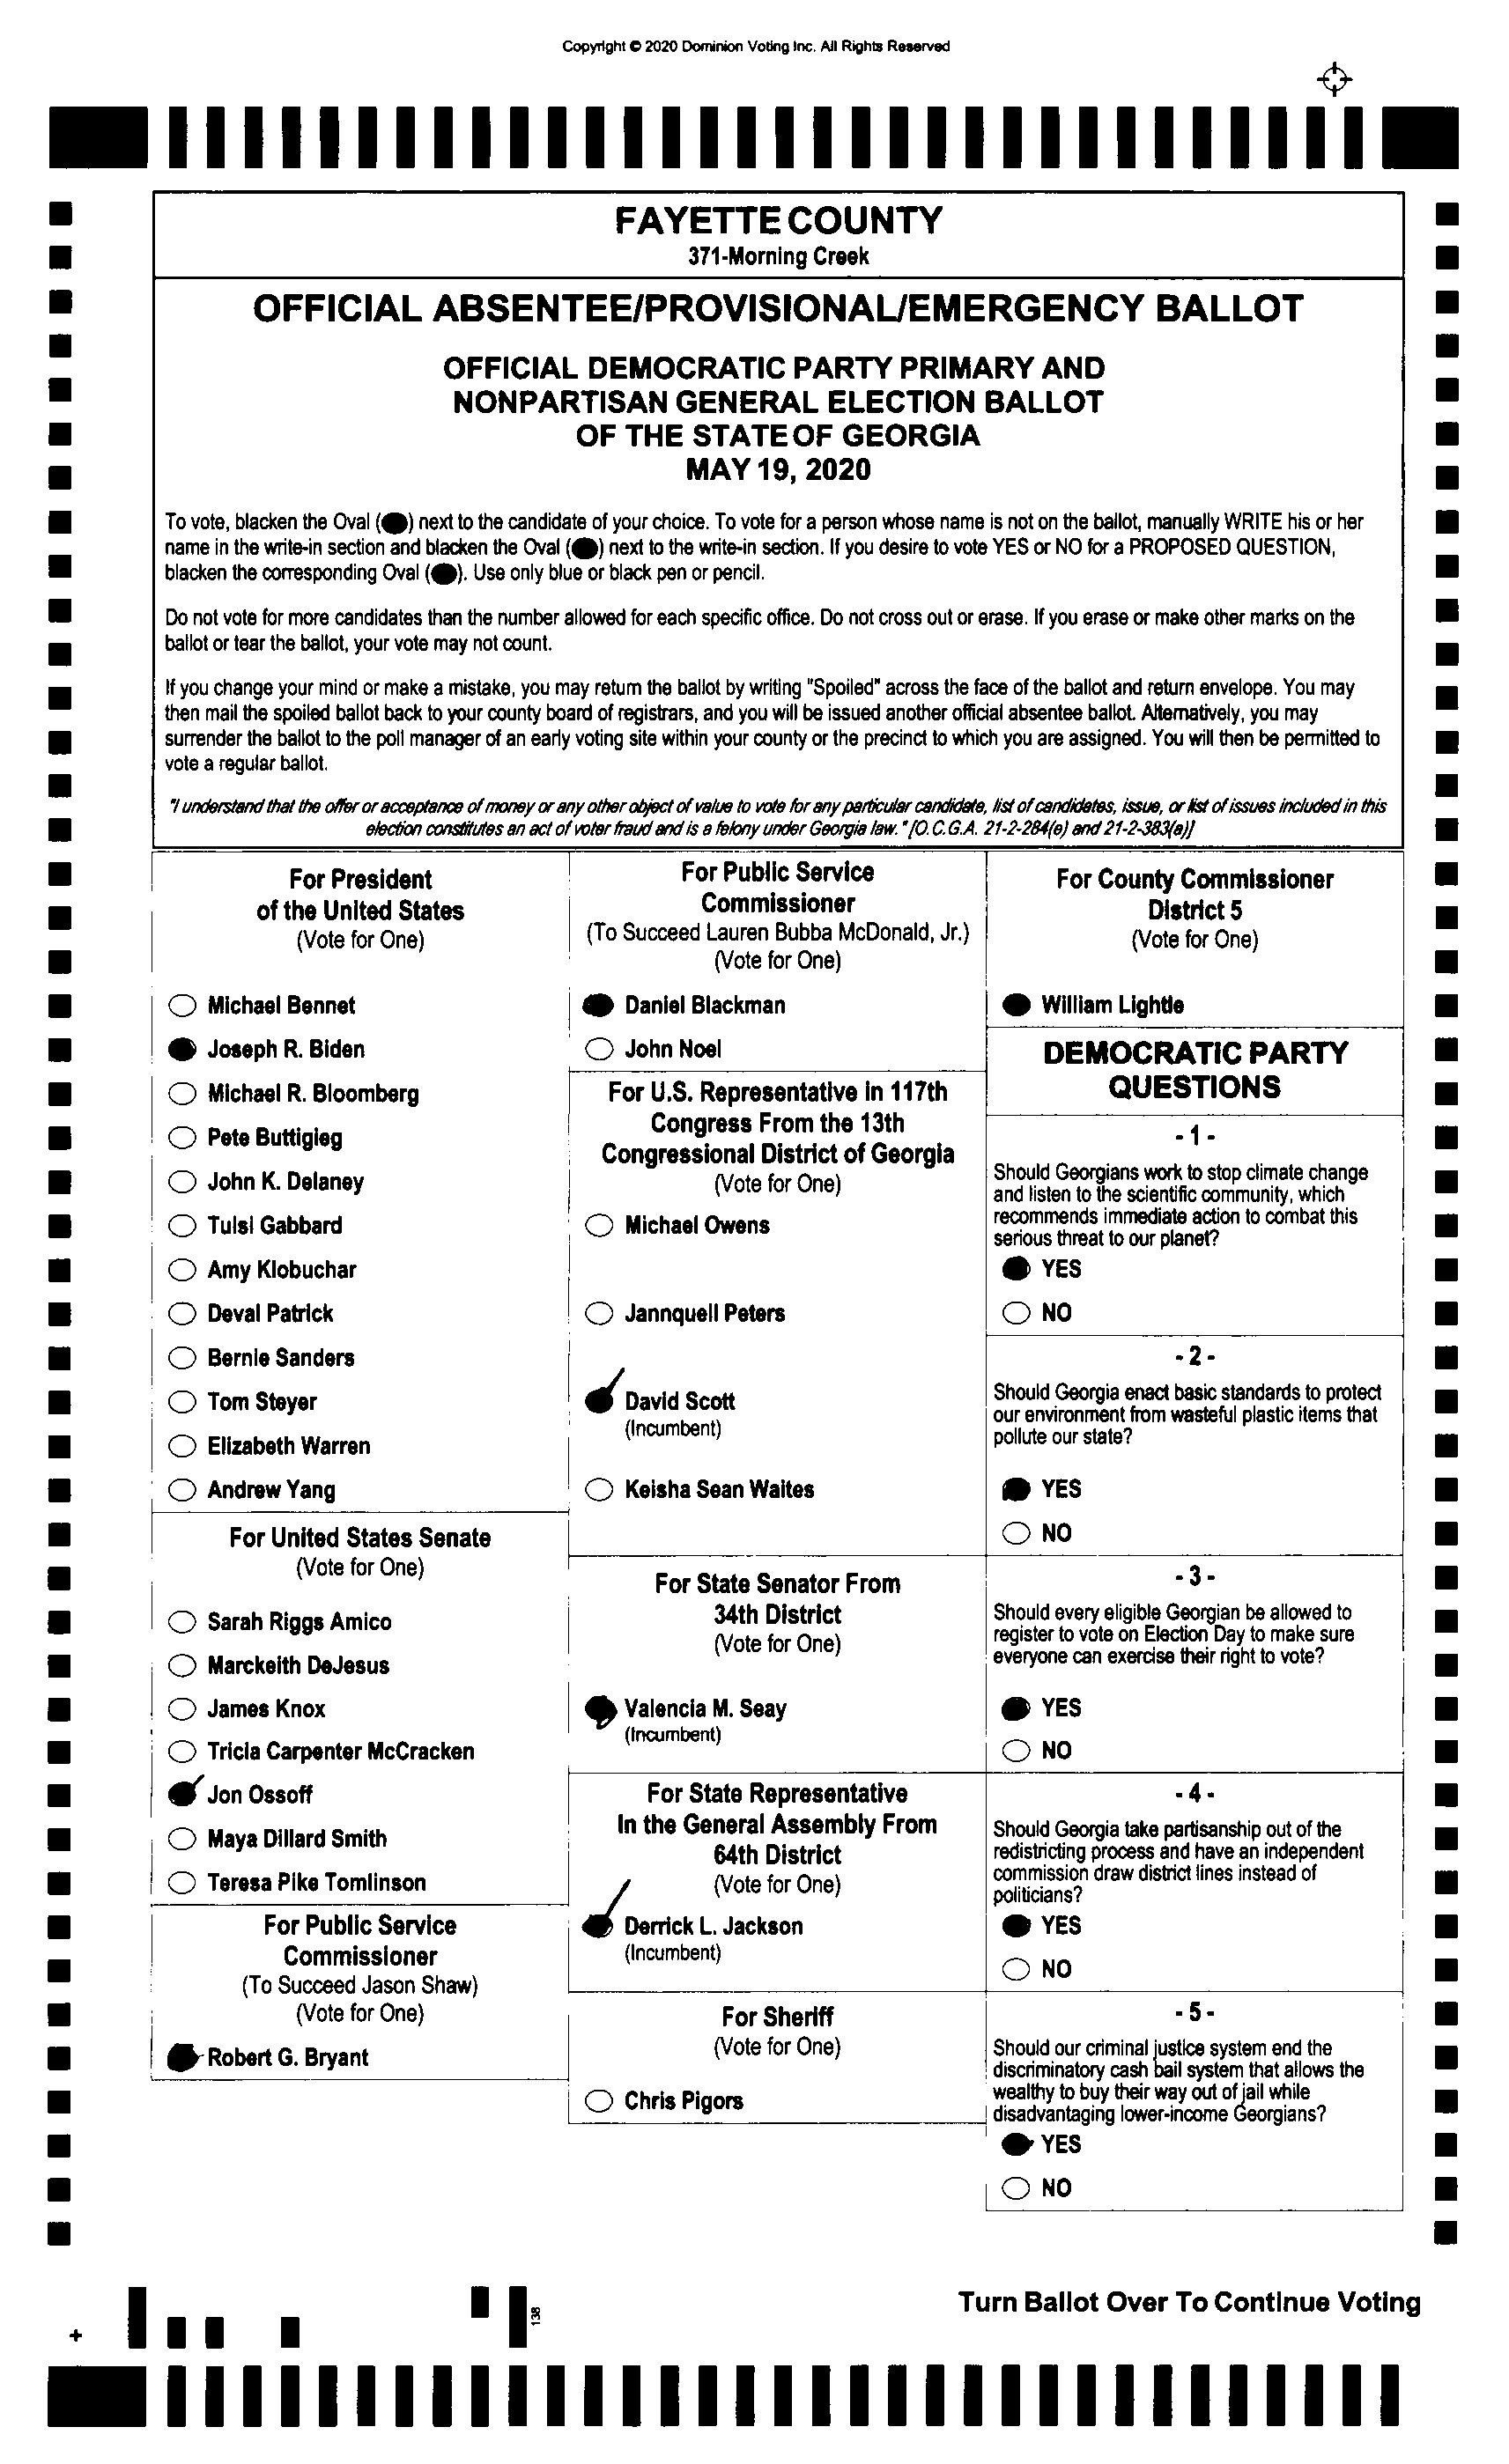 Copyright © 2020 Dominion Voting Inc. All Rights Reserved
FAYETTE COUNTY
371-Morning Creek
OFFICIAL ABSENTEE/PROVISIONAL/EMERGENCY BALLOT
OFFICIAL DEMOCRATIC PARTY PRIMARY AND
NONPARTISAN GENERAL ELECTION BALLOT
OF THE STATE OF GEORGIA
MAY 19, 2020
To vote, blacken the Oval (●) next to the candidate of your choice. To vote for a person whose name is not on the ballot, manually WRITE his or her
name in the write-in section and blacken the Oval (●) next to the write-in section. If you desire to vote YES or NO for a PROPOSED QUESTION,
blacken the corresponding Oval (●). Use only blue or black pen or pencil.
Do not vote for more candidates than the number allowed for each specific office. Do not cross out or erase. If you erase or make other marks on the
ballot or tear the ballot, your vote may not count.
If you change your mind or make a mistake, you may return the ballot by writing "Spoiled" across the face of the ballot and return envelope. You may
then mail the spoiled ballot back to your county board of registrars, and you will be issued another official absentee ballot. Alternatively, you may
surrender the ballot to the poll manager of an early voting site within your county or the precinct to which you are assigned. You will then be permitted to
vote a regular ballot.
"I understand that the offer or acceptance of money or any other object of value to vote for any particular candidate, list of candidates, issue, or list of issues included in this
election constitutes an act of voter fraud and is a felony under Georgia law." [O.C.G.A. 21-2-284(e) and 21-2-383(a)]
For President
of the United States
(Vote for One)
Michael Bennet
Joseph R. Biden
Michael R. Bloomberg
Pete Buttigieg
John K. Delaney
Tulsi Gabbard
Amy Klobuchar
Deval Patrick
Bernie Sanders
Tom Steyer
Elizabeth Warren
Andrew Yang
For United States Senate
(Vote for One)
Sarah Riggs Amico
Marckeith DeJesus
James Knox
Tricia Carpenter McCracken
Jon Ossoff
Maya Dillard Smith
Teresa Pike Tomlinson
For Public Service
Commissioner
(To Succeed Jason Shaw)
(Vote for One)
Robert G. Bryant
For Public Service
Commissioner
(To Succeed Lauren Bubba McDonald, Jr.)
(Vote for One)
Daniel Blackman
John Noel
For U.S. Representative in 117th
Congress From the 13th
Congressional District of Georgia
(Vote for One)
Michael Owens
Jannquell Peters
David Scott
(Incumbent)
Keisha Sean Waites
For State Senator From
34th District
(Vote for One)
Valencia M. Seay
(Incumbent)
For State Representative
In the General Assembly From
64th District
(Vote for One)
Derrick L. Jackson
(Incumbent)
For Sheriff
(Vote for One)
Chris Pigors
For County Commissioner
District 5
(Vote for One)
William Lightle
DEMOCRATIC PARTY
QUESTIONS
- 1 -
Should Georgians work to stop climate change
and listen to the scientific community, which
recommends immediate action to combat this
serious threat to our planet?
YES
NO
- 2 -
Should Georgia enact basic standards to protect
our environment from wasteful plastic items that
pollute our state?
YES
NO
- 3 -
Should every eligible Georgian be allowed to
register to vote on Election Day to make sure
everyone can exercise their right to vote?
YES
NO
- 4 -
Should Georgia take partisanship out of the
redistricting process and have an independent
commission draw district lines instead of
politicians?
YES
NO
- 5 -
Should our criminal justice system end the
discriminatory cash bail system that allows the
wealthy to buy their way out of jail while
disadvantaging lower-income Georgians?
YES
NO
138
Turn Ballot Over To Continue Voting